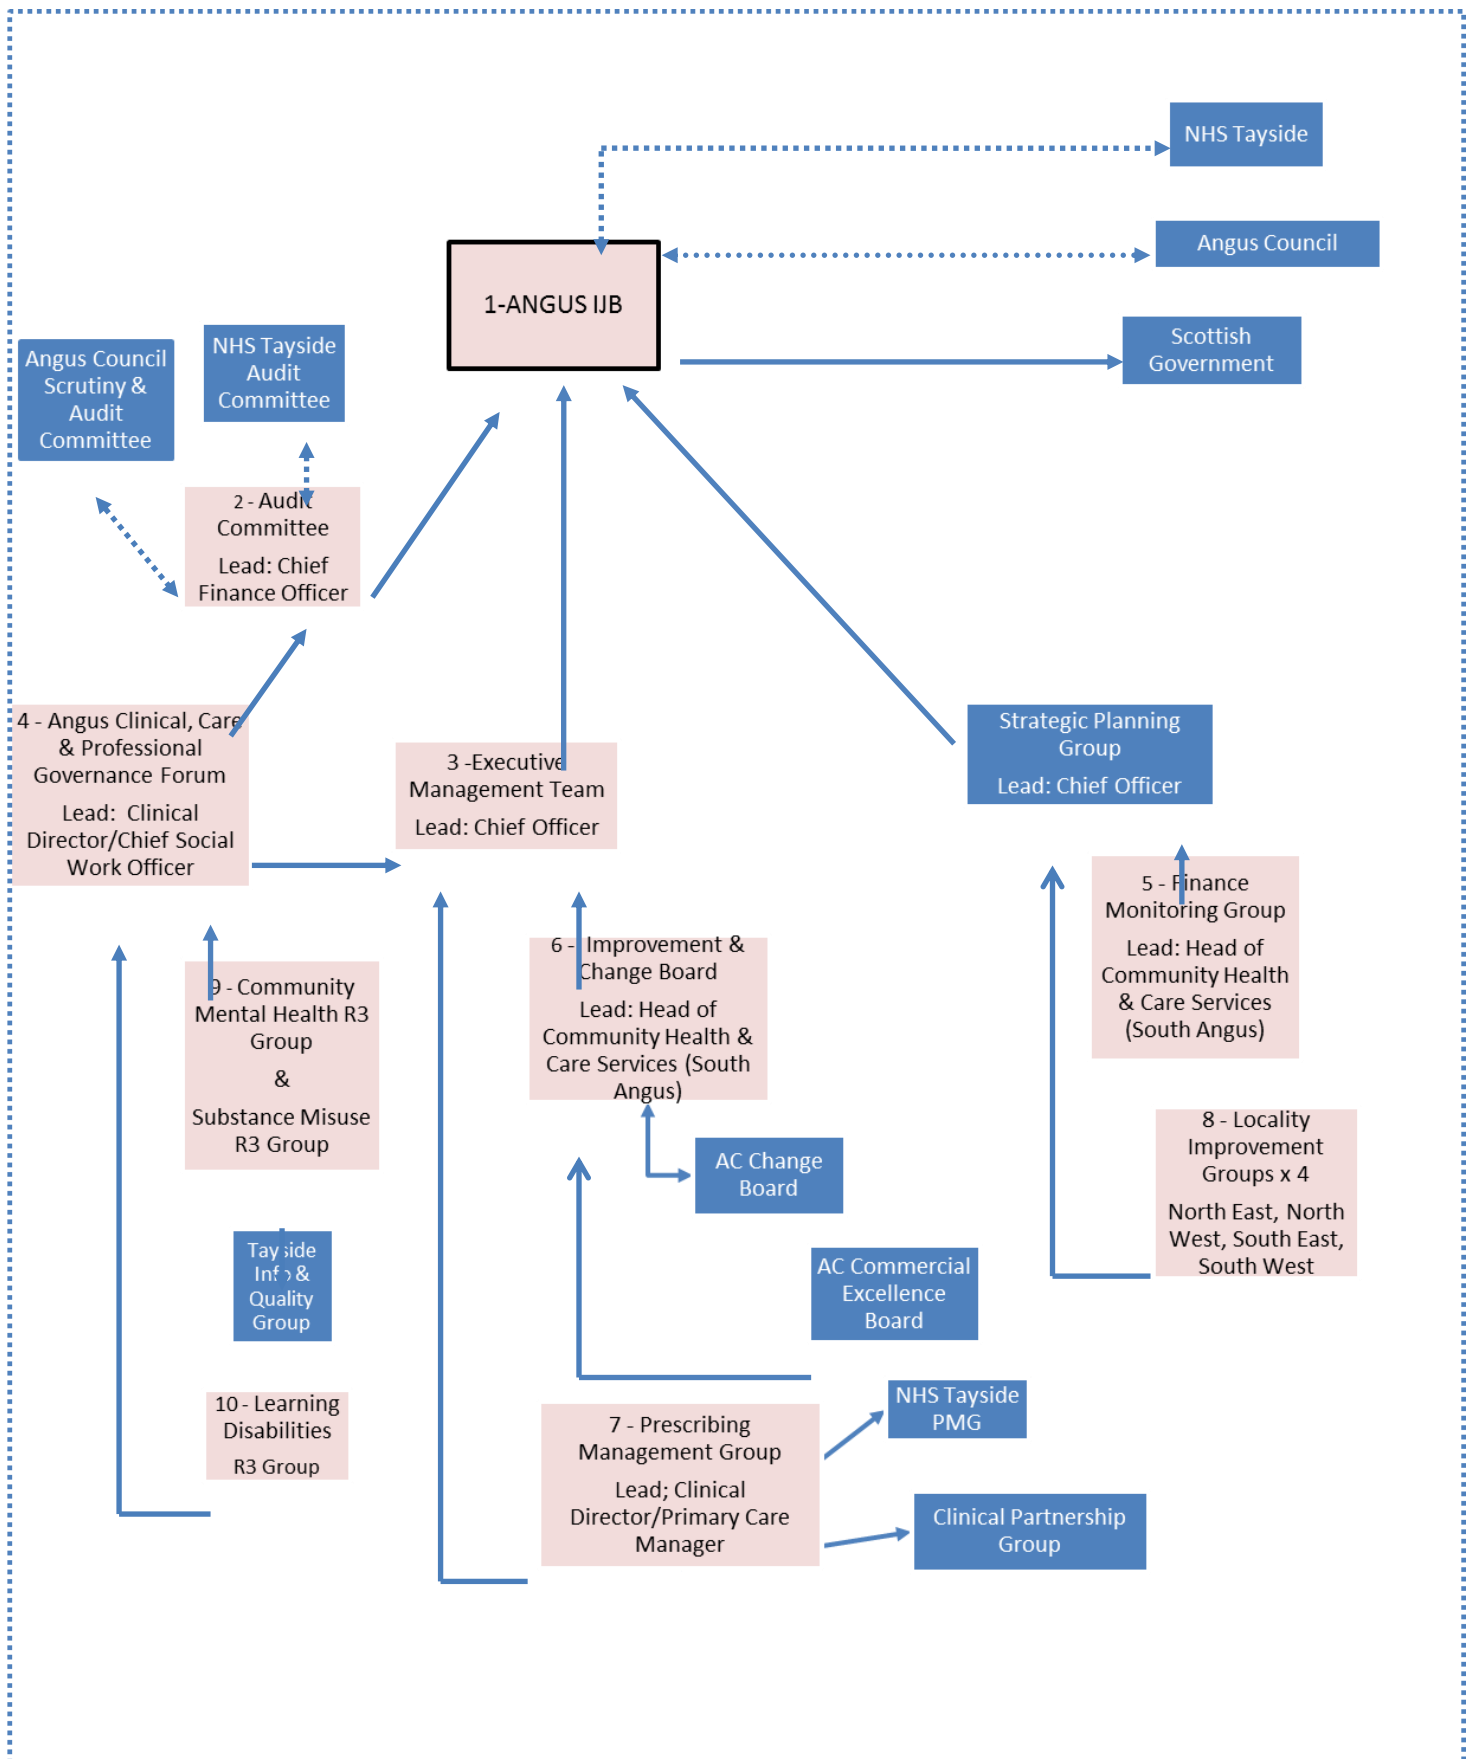 NHS Tayside
Angus Council
1-ANGUS IJB
Scottish
Government
Angus Council
Scrutiny &
Audit
Committee
NHS Tayside
Audit
Committee
2 - Audit
Committee
Lead: Chief
Finance Officer
4 - Angus Clinical, Care
& Professional
Governance Forum
Lead:  Clinical
Director/Chief Social
Work Officer
3 -Executive
Management Team
Lead: Chief Officer
Strategic Planning
Group
Lead: Chief Officer
5 - Finance
Monitoring Group
Lead: Head of
Community Health
& Care Services
(South Angus)
6 -  Improvement &
Change Board
Lead: Head of
Community Health &
Care Services (South
Angus)
9 - Community
Mental Health R3
Group
&
Substance Misuse
R3 Group
AC Change
Board
8 - Locality
Improvement
Groups x 4
North East, North
West, South East,
South West
Tayside
Info &
Quality
Group
AC Commercial
Excellence
Board
10 - Learning
Disabilities
R3 Group
7 - Prescribing
Management Group
Lead; Clinical
Director/Primary Care
Manager
NHS Tayside
PMG
Clinical Partnership
Group